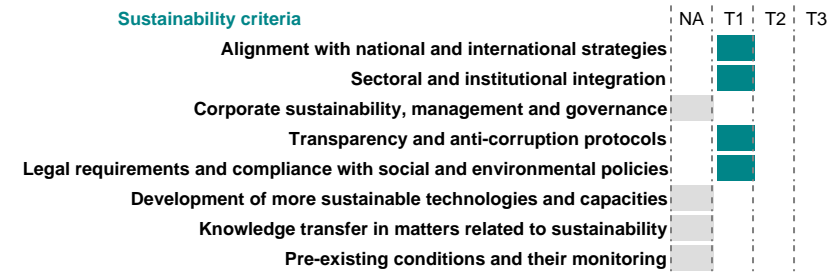 Sustainability criteria NA T1 T2 T3
Alignment with national and international strategies
Sectoral and institutional integration
Corporate sustainability, management and governance
Transparency and anti-corruption protocols
Legal requirements and compliance with social and environmental policies
Development of more sustainable technologies and capacities
Knowledge transfer in matters related to sustainability
Pre-existing conditions and their monitoring